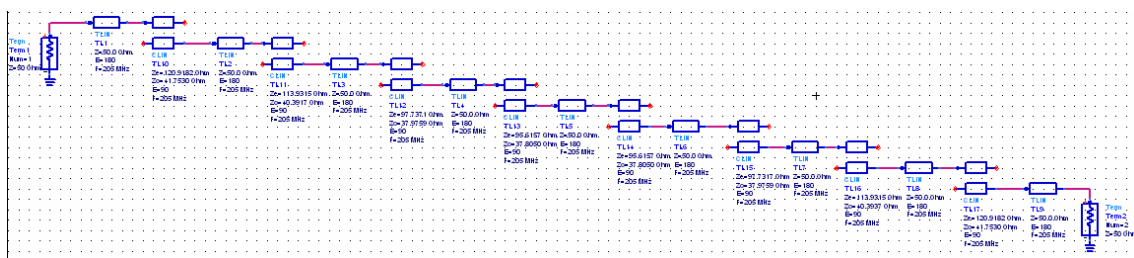 Term
Term1
Num=1
Z=50 Ohm
TLIN
TL1
Z=50.0 Ohm
E=180
f=205 MHz
CLIN
TL10
Ze=120.9182 Ohm
Zo=41.7530 Ohm
E=90
f=205 MHz
TLIN
TL2
Z=50.0 Ohm
E=180
f=205 MHz
CLIN
TL11
Ze=113.9315 Ohm
Zo=40.3917 Ohm
E=90
f=205 MHz
TLIN
TL3
Z=50.0 Ohm
E=180
f=205 MHz
CLIN
TL12
Ze=97.7371 Ohm
Zo=37.9759 Ohm
E=90
f=205 MHz
TLIN
TL4
Z=50.0 Ohm
E=180
f=205 MHz
CLIN
TL13
Ze=95.6157 Ohm
Zo=37.8050 Ohm
E=90
f=205 MHz
TLIN
TL5
Z=50.0 Ohm
E=180
f=205 MHz
CLIN
TL14
Ze=95.6157 Ohm
Zo=37.8050 Ohm
E=90
f=205 MHz
TLIN
TL6
Z=50.0 Ohm
E=180
f=205 MHz
CLIN
TL15
Ze=97.7317 Ohm
Zo=37.9759 Ohm
E=90
f=205 MHz
TLIN
TL7
Z=50.0 Ohm
E=180
f=205 MHz
CLIN
TL16
Ze=113.9315 Ohm
Zo=40.3937 Ohm
E=90
f=205 MHz
TLIN
TL8
Z=50.0 Ohm
E=180
f=205 MHz
CLIN
TL17
Ze=120.9182 Ohm
Zo=41.7530 Ohm
E=90
f=205 MHz
TLIN
TL9
Z=50.0 Ohm
E=180
f=205 MHz
Term
Term2
Num=2
Z=50 Ohm